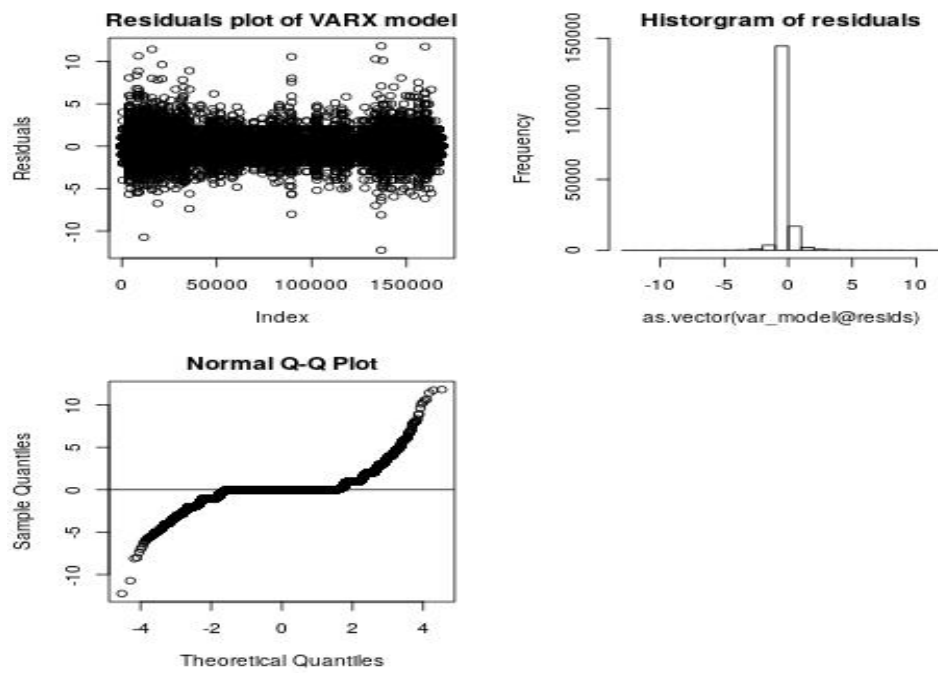 Residuals plot of VARX model
Residuals
10
5
0
-5
-10
0 50000 100000 150000
Index
Historgram of residuals
Frequency
150000
100000
50000
0
-10 -5 0 5 10
as.vector(var_model@resids)
Normal Q-Q Plot
Sample Quantiles
10
5
0
-5
-10
-4 -2 0 2 4
Theoretical Quantiles